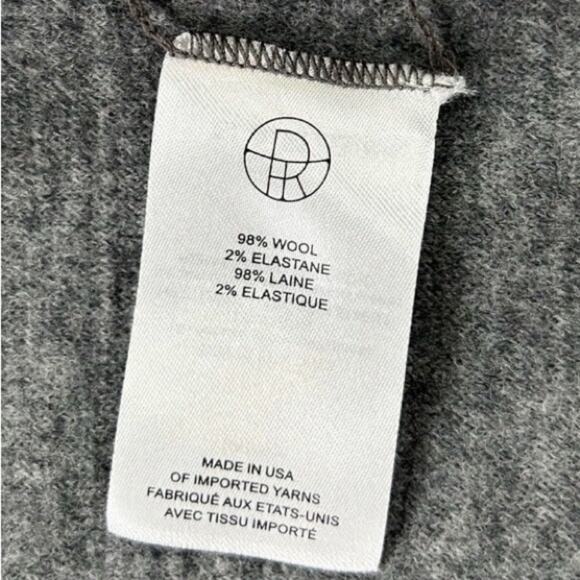 98% WOOL
2% ELASTANE
98% LAINE
2% ELASTIQUE
MADE IN USA
OF IMPORTED YARNS
FABRIQUÉ AUX ETATS-UNIS
AVEC TISSU IMPORTÉ